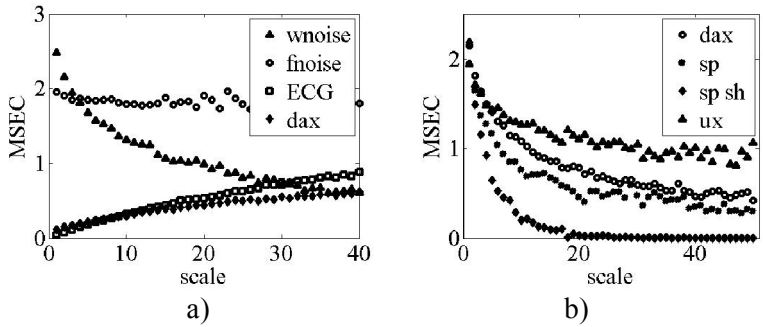 3
2
1
0
MSEC
0
10
20
30
40
scale
wnoise
fnoise
ECG
dax
a)
2
1
0
MSEC
0
20
40
scale
dax
sp
sp sh
ux
b)